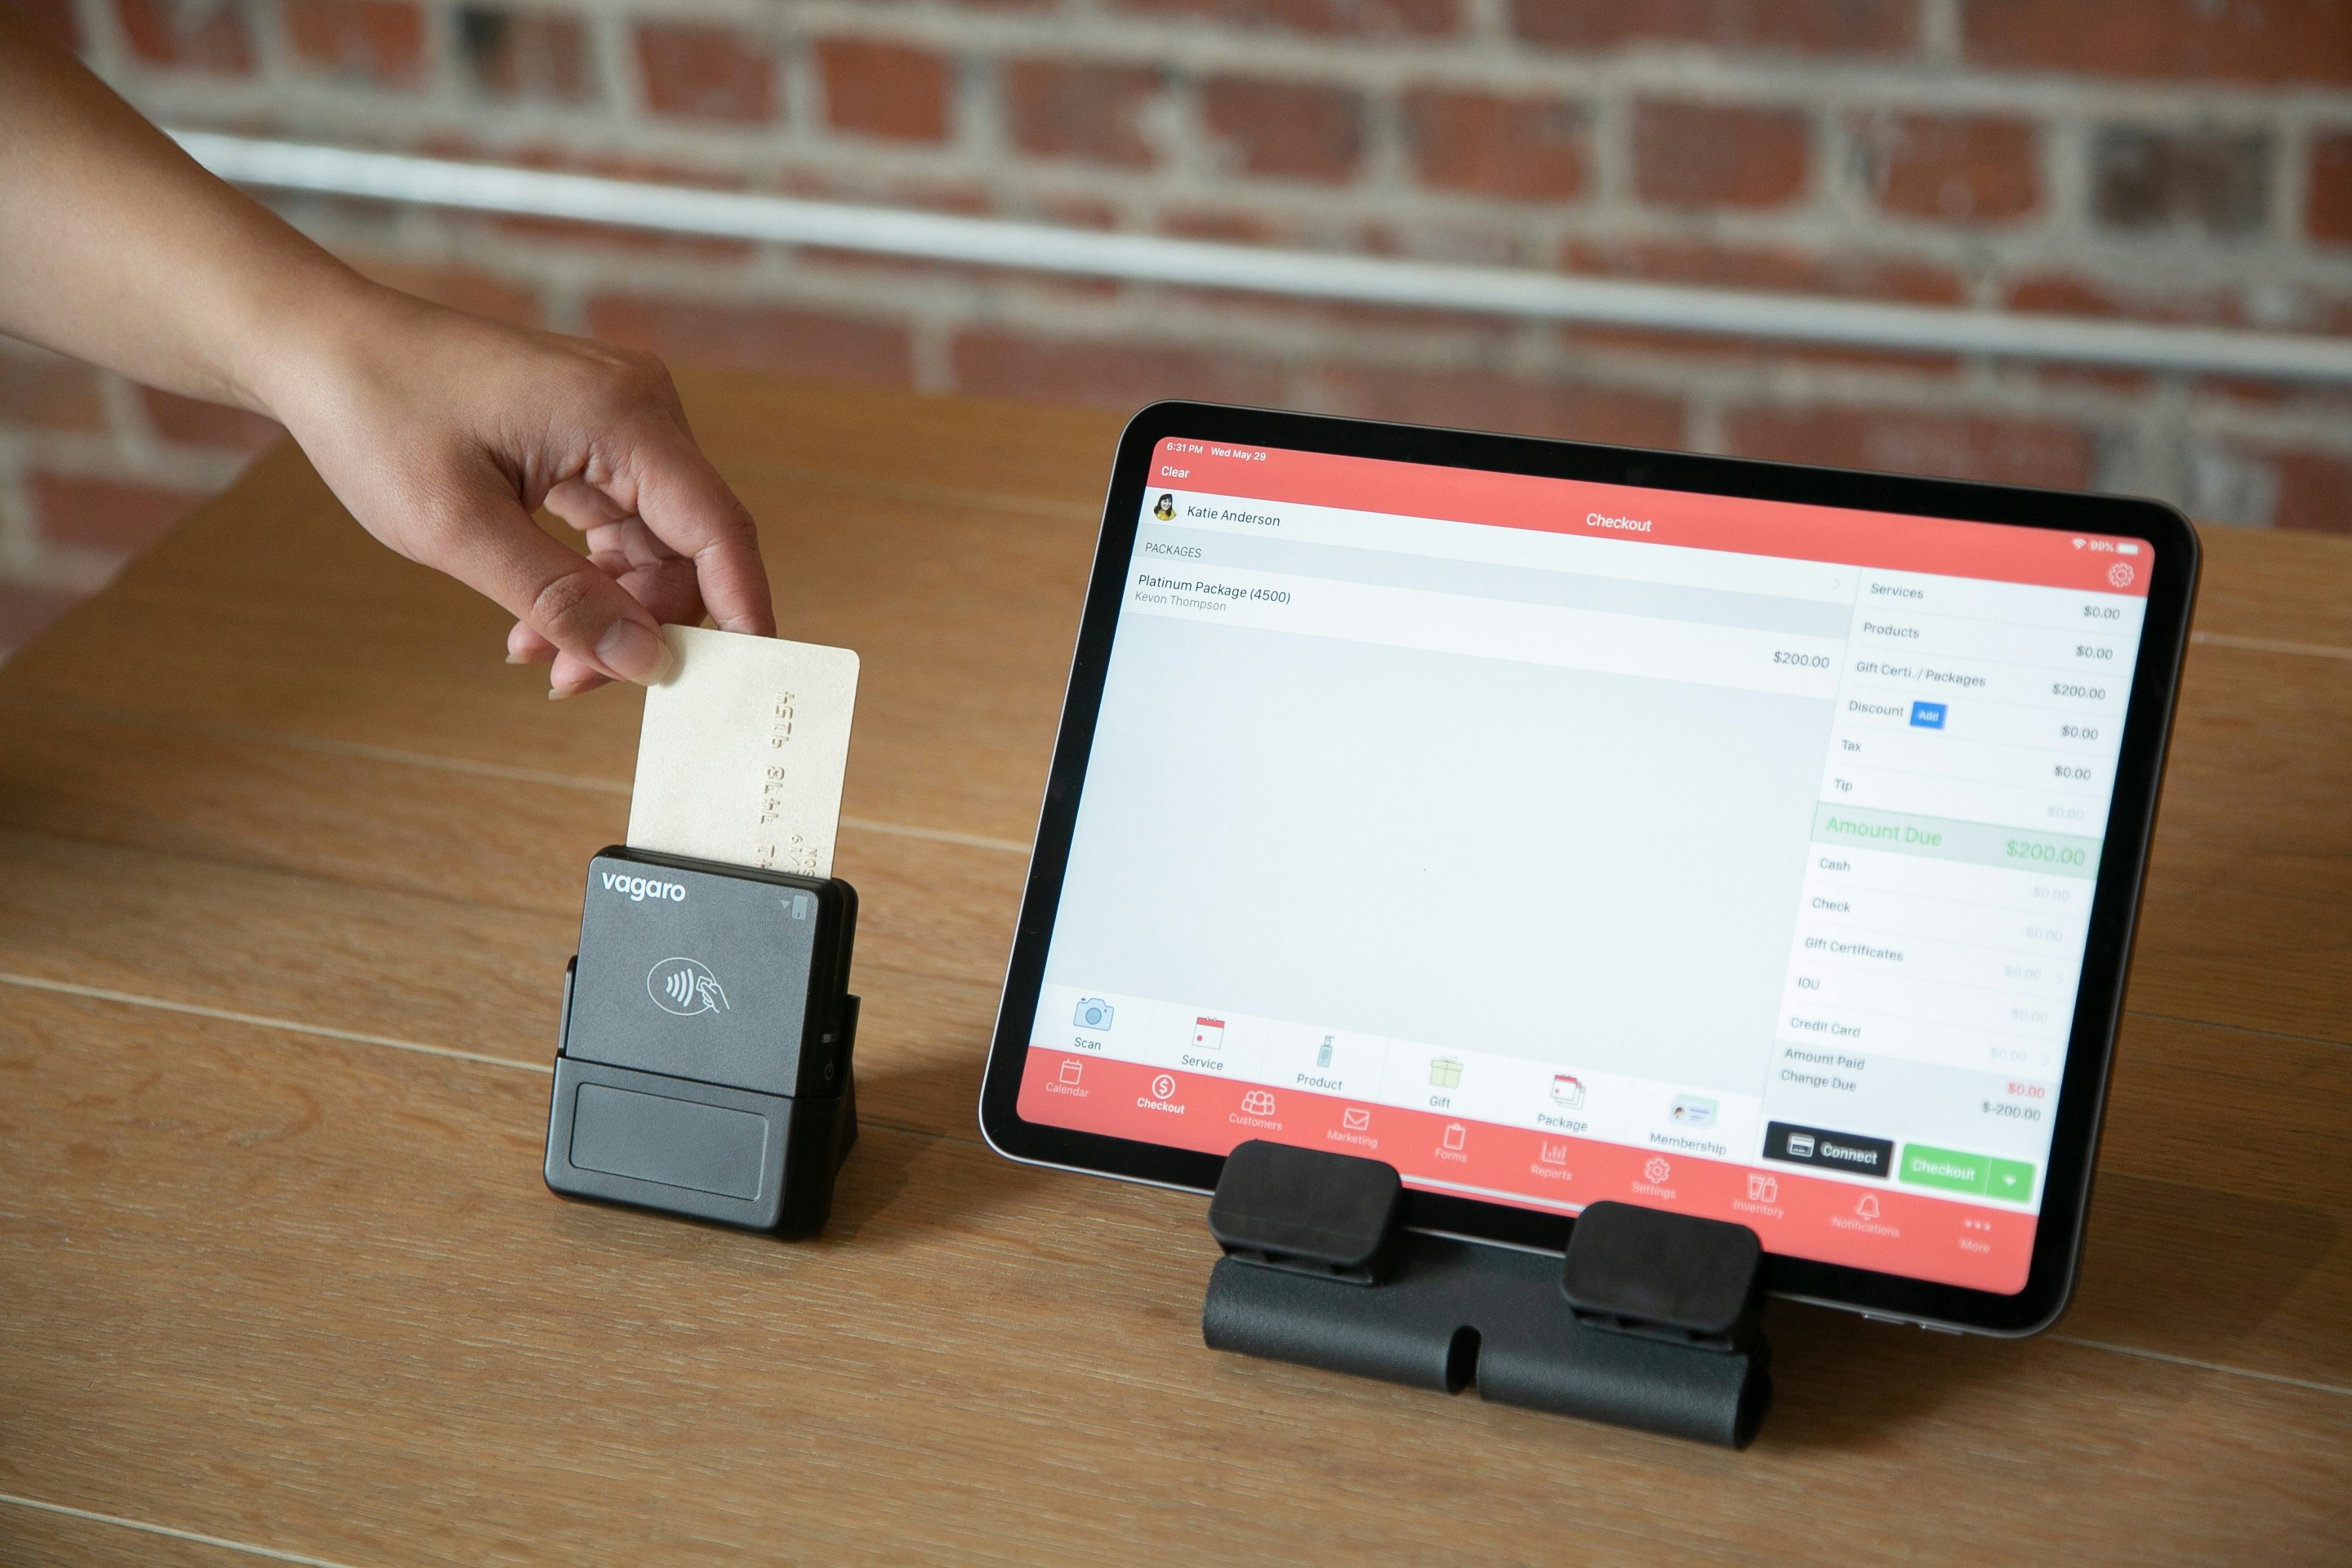 vagaro
6:31 PM Wed May 29
99%
Clear
Checkout
Katie Anderson
PACKAGES
Platinum Package (4500)
Kevon Thompson
$200.00
Services $0.00
Products $0.00
Gift Certi. / Packages $200.00
Discount Add $0.00
Tax $0.00
Tip $0.00
Amount Due $200.00
Cash $0.00
Check $0.00
Gift Certificates $0.00
IOU $0.00
Credit Card $0.00
Amount Paid $0.00
Change Due $-200.00
Connect Checkout
Scan Service Product Gift Package Membership
Calendar Checkout Customers Marketing Forms Reports Settings Inventory Notifications More